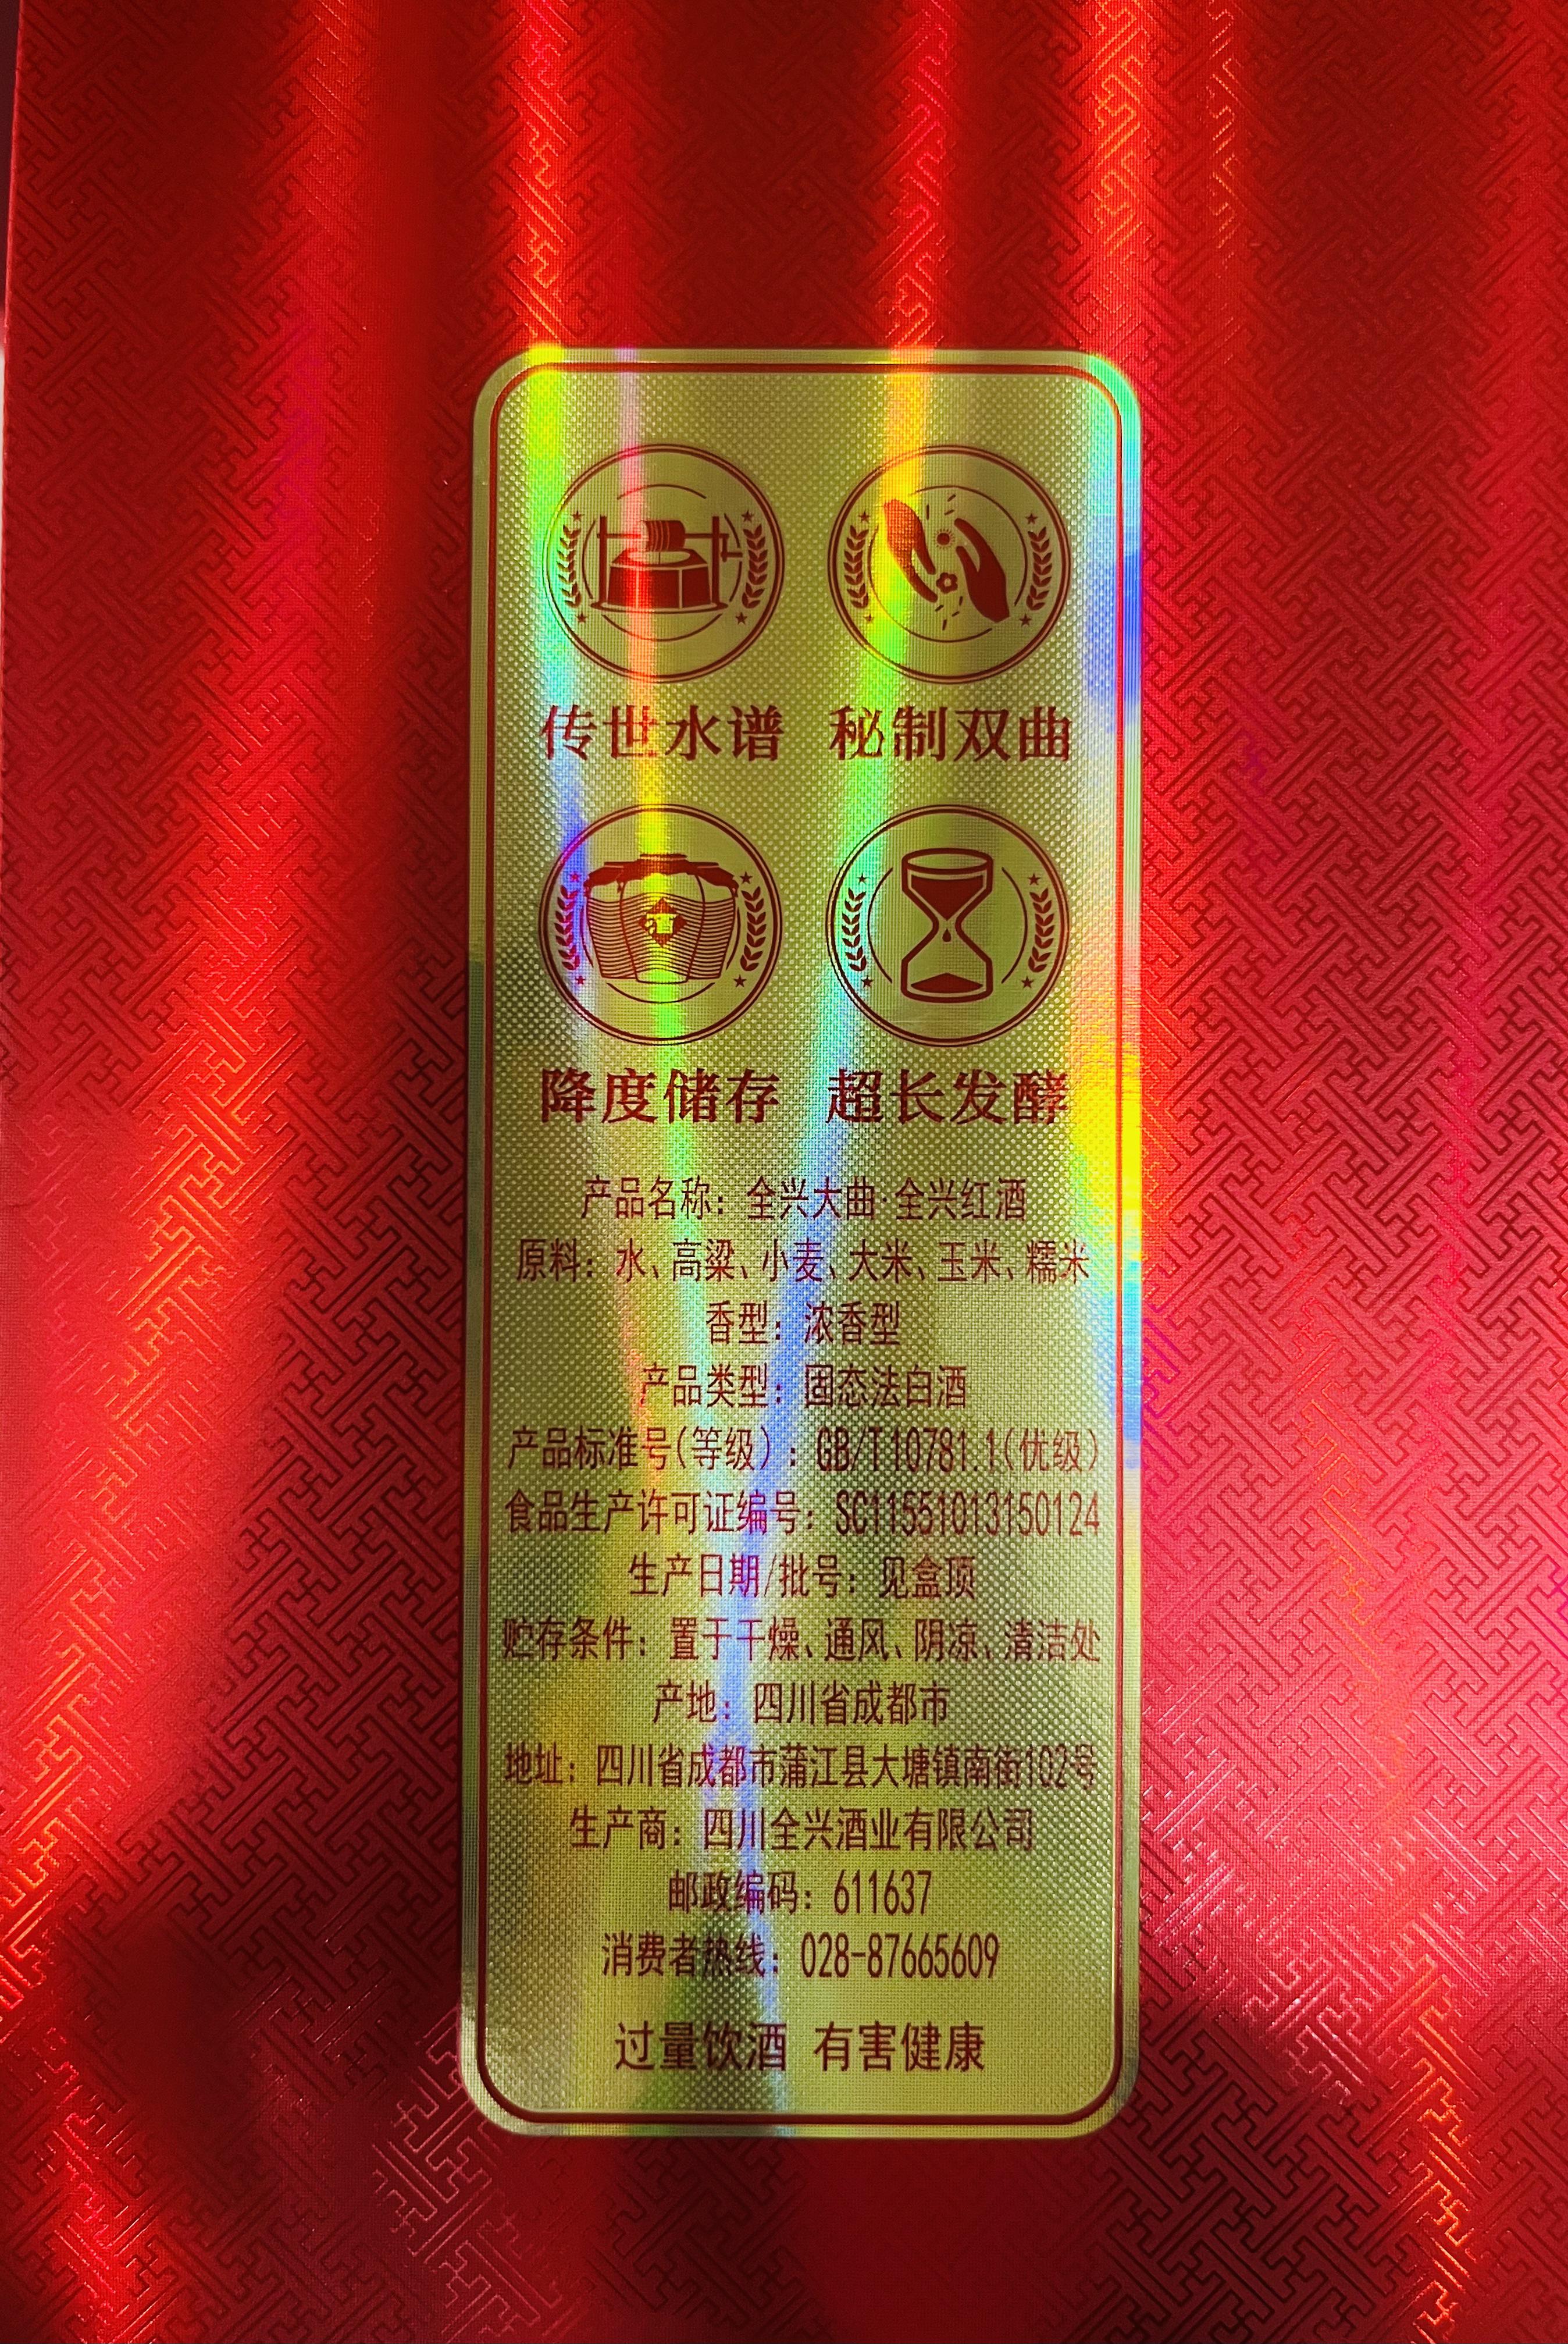 传世水谱 秘制双曲
酒
降度储存 超长发酵
产品名称：全兴大曲·全兴红酒
原料：水、高粱、小麦、大米、玉米、糯米
香型：浓香型
产品类型：固态法白酒
产品标准号(等级)：GB/T10781.1(优级)
食品生产许可证编号：SC11551013150124
生产日期/批号：见盒顶
贮存条件：置于干燥、通风、阴凉、清洁处
产地：四川省成都市
地址：四川省成都市蒲江县大塘镇南街102号
生产商：四川全兴酒业有限公司
邮政编码：611637
消费者热线：028-87665609
过量饮酒 有害健康